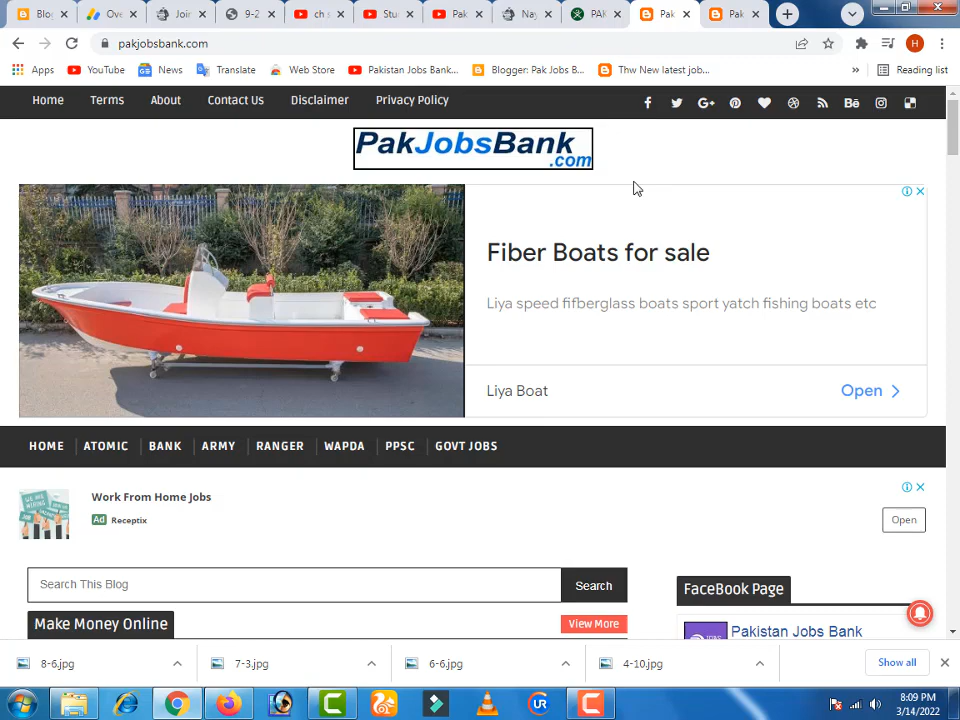 Blog
Ove
Join
9-2
ch s
Stu
Pak
Nay
PAK
Pak
Pak
pakjobsbank.com
H
Apps
YouTube
News
Translate
Web Store
Pakistan Jobs Bank...
Blogger: Pak Jobs B...
Thw New latest job...
»
Reading list
Home
Terms
About
Contact Us
Disclaimer
Privacy Policy
PakJobsBank
.com
Fiber Boats for sale
Liya speed fifberglass boats sport yatch fishing boats etc
Liya Boat
Open
HOME
ATOMIC
BANK
ARMY
RANGER
WAPDA
PPSC
GOVT JOBS
Work From Home Jobs
Ad Receptix
Open
Search This Blog
Search
FaceBook Page
Make Money Online
View More
Pakistan Jobs Bank
8-6.jpg
7-3.jpg
6-6.jpg
4-10.jpg
Show all
8:09 PM
3/14/2022